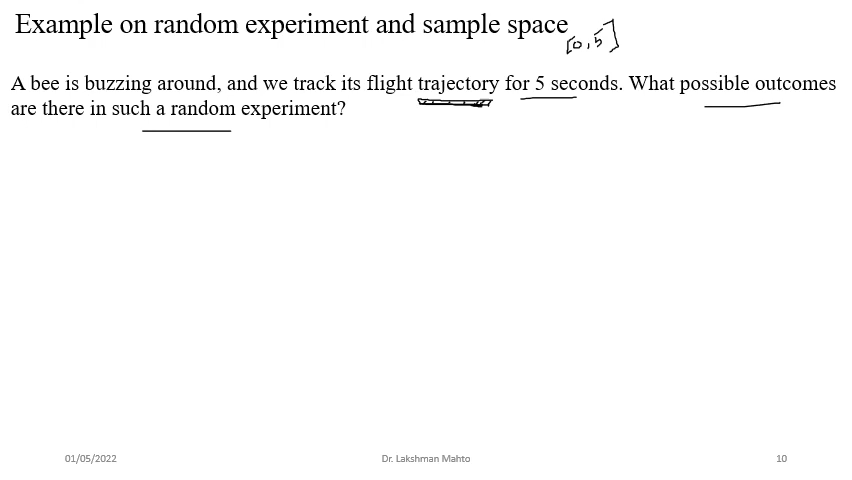 Example on random experiment and sample space
[0,5]
A bee is buzzing around, and we track its flight trajectory for 5 seconds. What possible outcomes
are there in such a random experiment?
01/05/2022 Dr. Lakshman Mahto 10